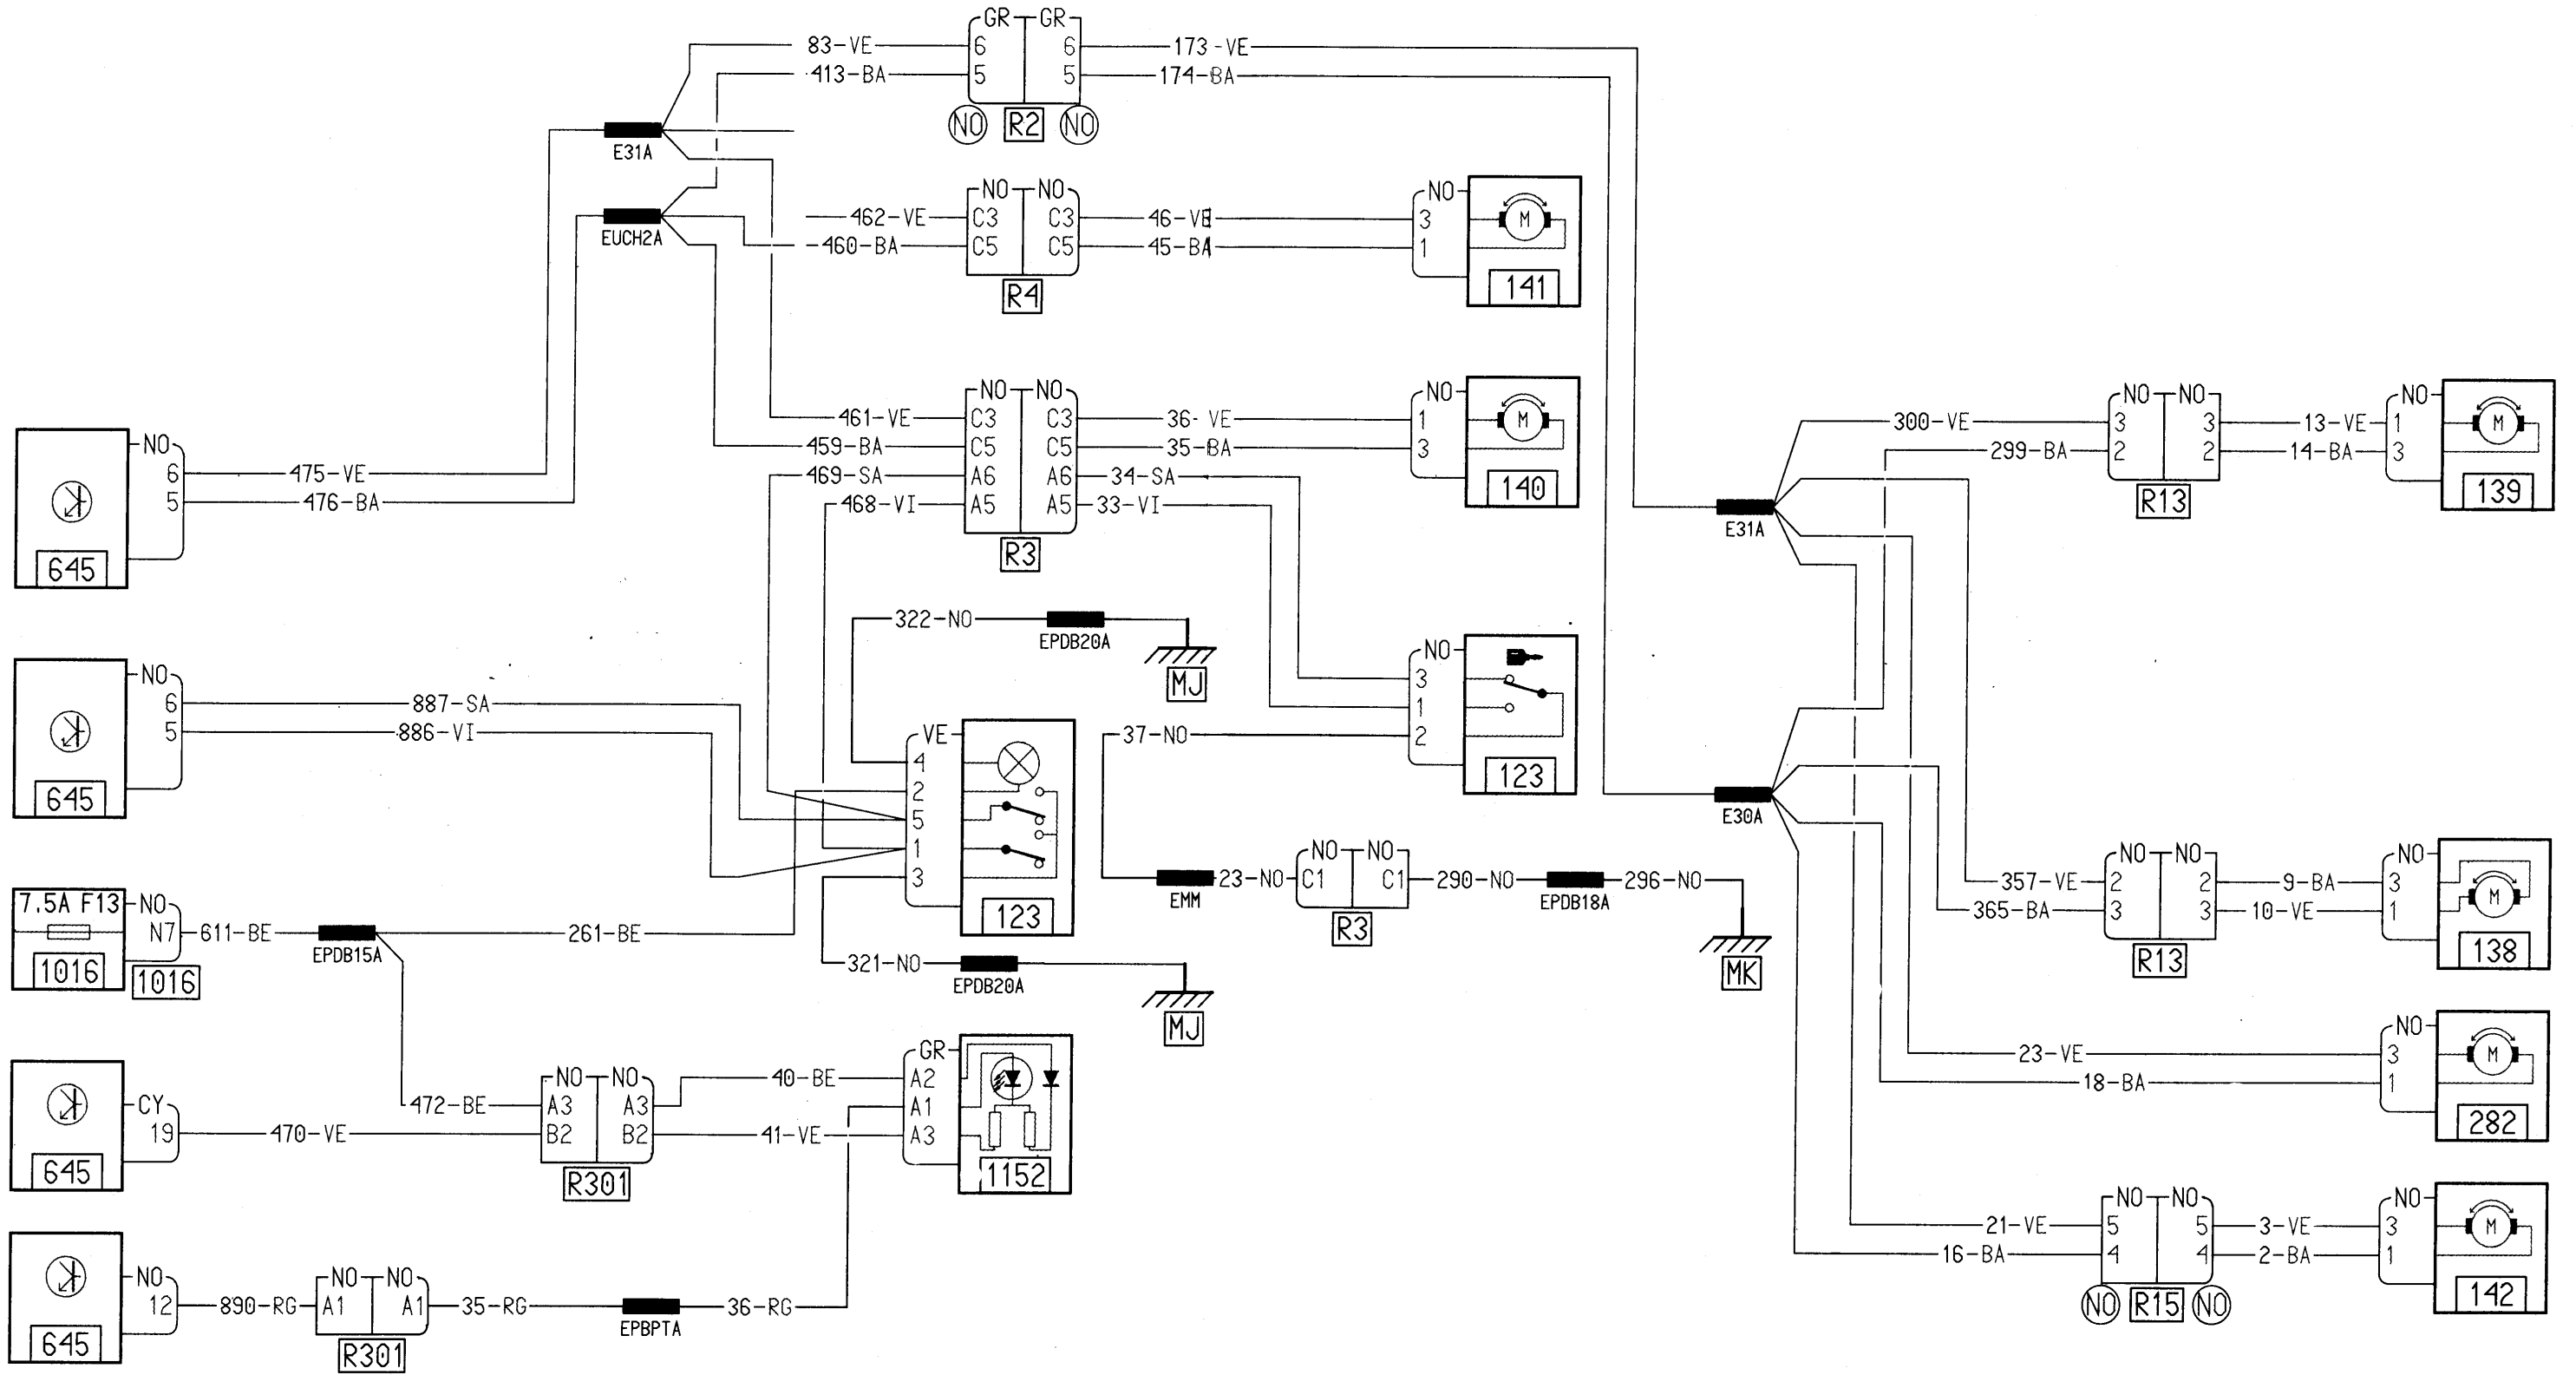 GR GR
83-VE 6 6 173-VE
413-BA 5 5 174-BA
NO R2 NO
E31A
NO NO NO
462-VE C3 C3 46-VE 3 M
EUCH2A 460-BA C5 C5 45-BA 1
R4 141
NO NO NO
461-VE C3 C3 36- VE 1 M
459-BA C5 C5 35-BA 3
469-SA A6 A6 34-SA 140
468-VI A5 A5 33-VI
R3
NO NO NO
300-VE 3 3 13-VE 1 M
299-BA 2 2 14-BA 3
R13 139
NO
6 475-VE
5 476-BA
645
E31A
322-NO EPDB20A
MJ
NO
3
1
37-NO 2
123
NO
6 887-SA
5 886-VI
645
VE
4
2
5
1
3
123
E30A
NO NO
EMM 23-NO C1 C1 290-NO EPDB18A 296-NO
R3 MK
NO NO NO
357-VE 2 2 9-BA 3 M
365-BA 3 3 10-VE 1
R13 138
7.5A F13 NO
N7 611-BE EPDB15A 261-BE
1016 1016
321-NO EPDB20A
MJ
NO
23-VE 3 M
18-BA 1
282
GR
NO NO 40-BE A2
CY 472-BE A3 A3 A1
19 470-VE B2 B2 41-VE A3
645 R301 1152
NO NO NO
21-VE 5 5 3-VE 3 M
16-BA 4 4 2-BA 1
NO R15 NO 142
NO NO NO
12 890-RG A1 A1 35-RG EPBPTA 36-RG
645 R301